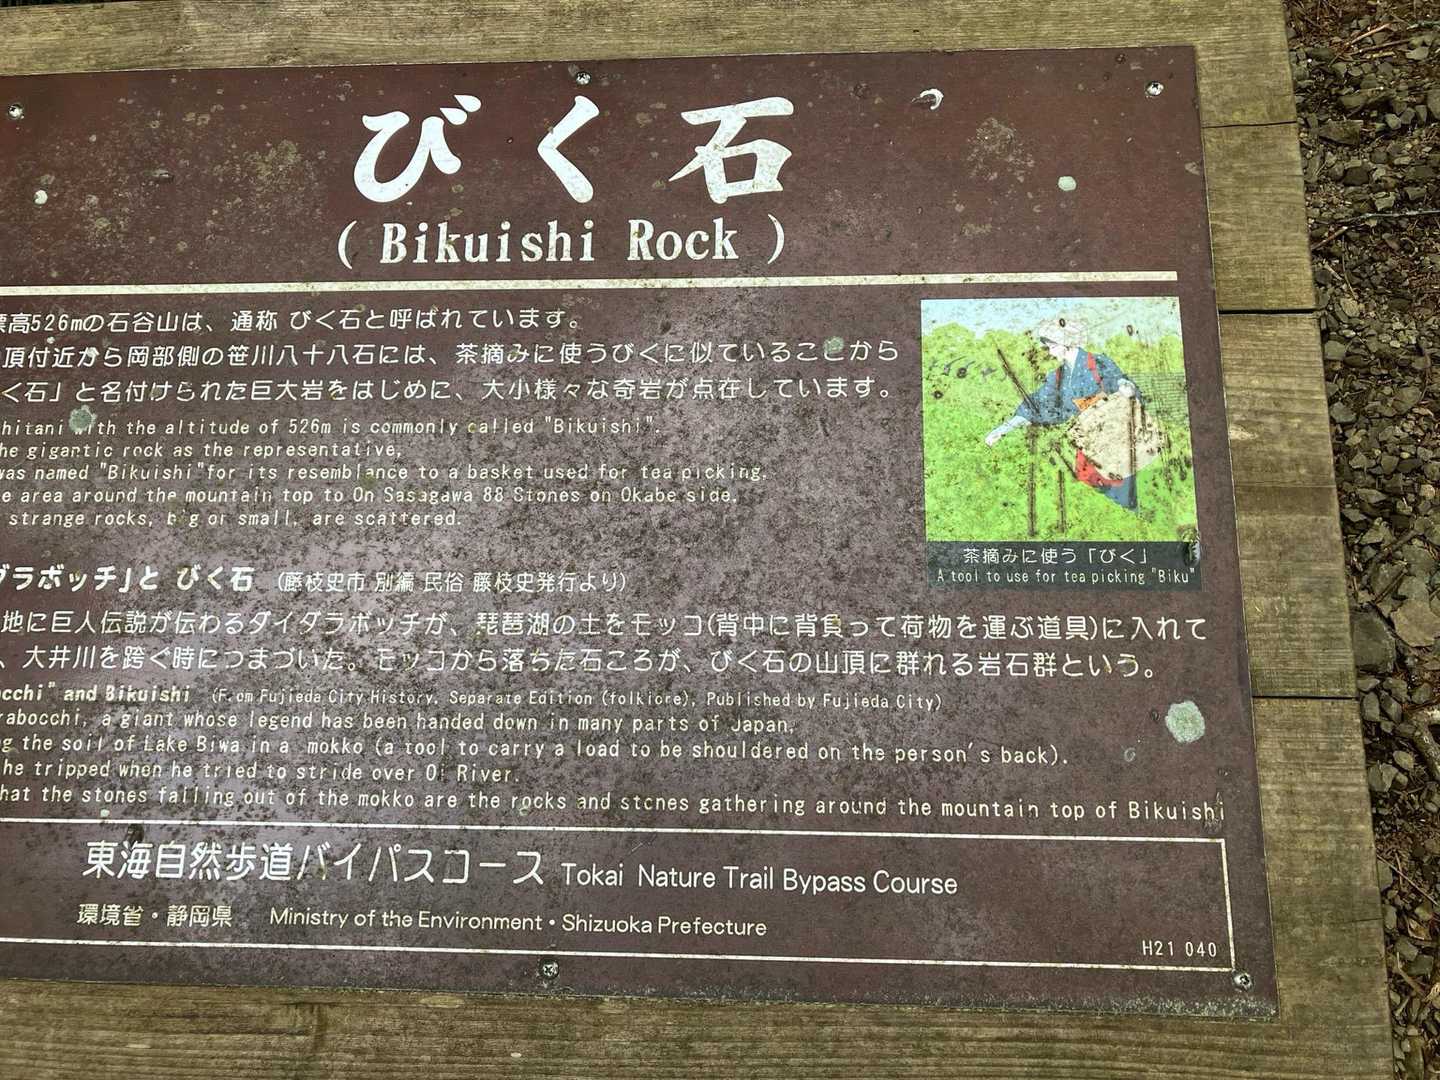 びく石
( Bikuishi Rock )
標高526mの石谷山は、通称 びく石と呼ばれています。
頂付近から岡部側の笹川八十八石には、茶摘みに使うびくに似ていることから
く石」と名付けられた巨大岩をはじめに、大小様々な奇岩が点在しています。
hitani with the altitude of 526m is commonly called "Bikuishi".
he gigantic rock as the representative,
was named "Bikuishi"for its resemblance to a basket used for tea picking.
e area around the mountain top to On Sasagawa 88 Stones on Okabe side.
strange rocks, big or small, are scattered.
茶摘みに使う「びく」
A tool to use for tea picking "Biku"
ダラボッチ」と びく石 (藤枝史市 別編 民俗 藤枝史発行より)
地に巨人伝説が伝わるダイダラボッチが、琵琶湖の土をモッコ(背中に背負って荷物を運ぶ道具)に入れて
、大井川を跨ぐ時につまづいた。モッコから落ちた石ころが、びく石の山頂に群れる岩石群という。
occhi" and Bikuishi (From Fujieda City History, Separate Edition (folklore), Published by Fujieda City)
rabocchi, a giant whose legend has been handed down in many parts of Japan,
g the soil of Lake Biwa in a mokko (a tool to carry a load to be shouldered on the person's back).
he tripped when he tried to stride over Oi River.
hat the stones falling out of the mokko are the rocks and stones gathering around the mountain top of Bikuishi
東海自然歩道バイパスコース Tokai Nature Trail Bypass Course
環境省・静岡県 Ministry of the Environment・Shizuoka Prefecture
H21 040